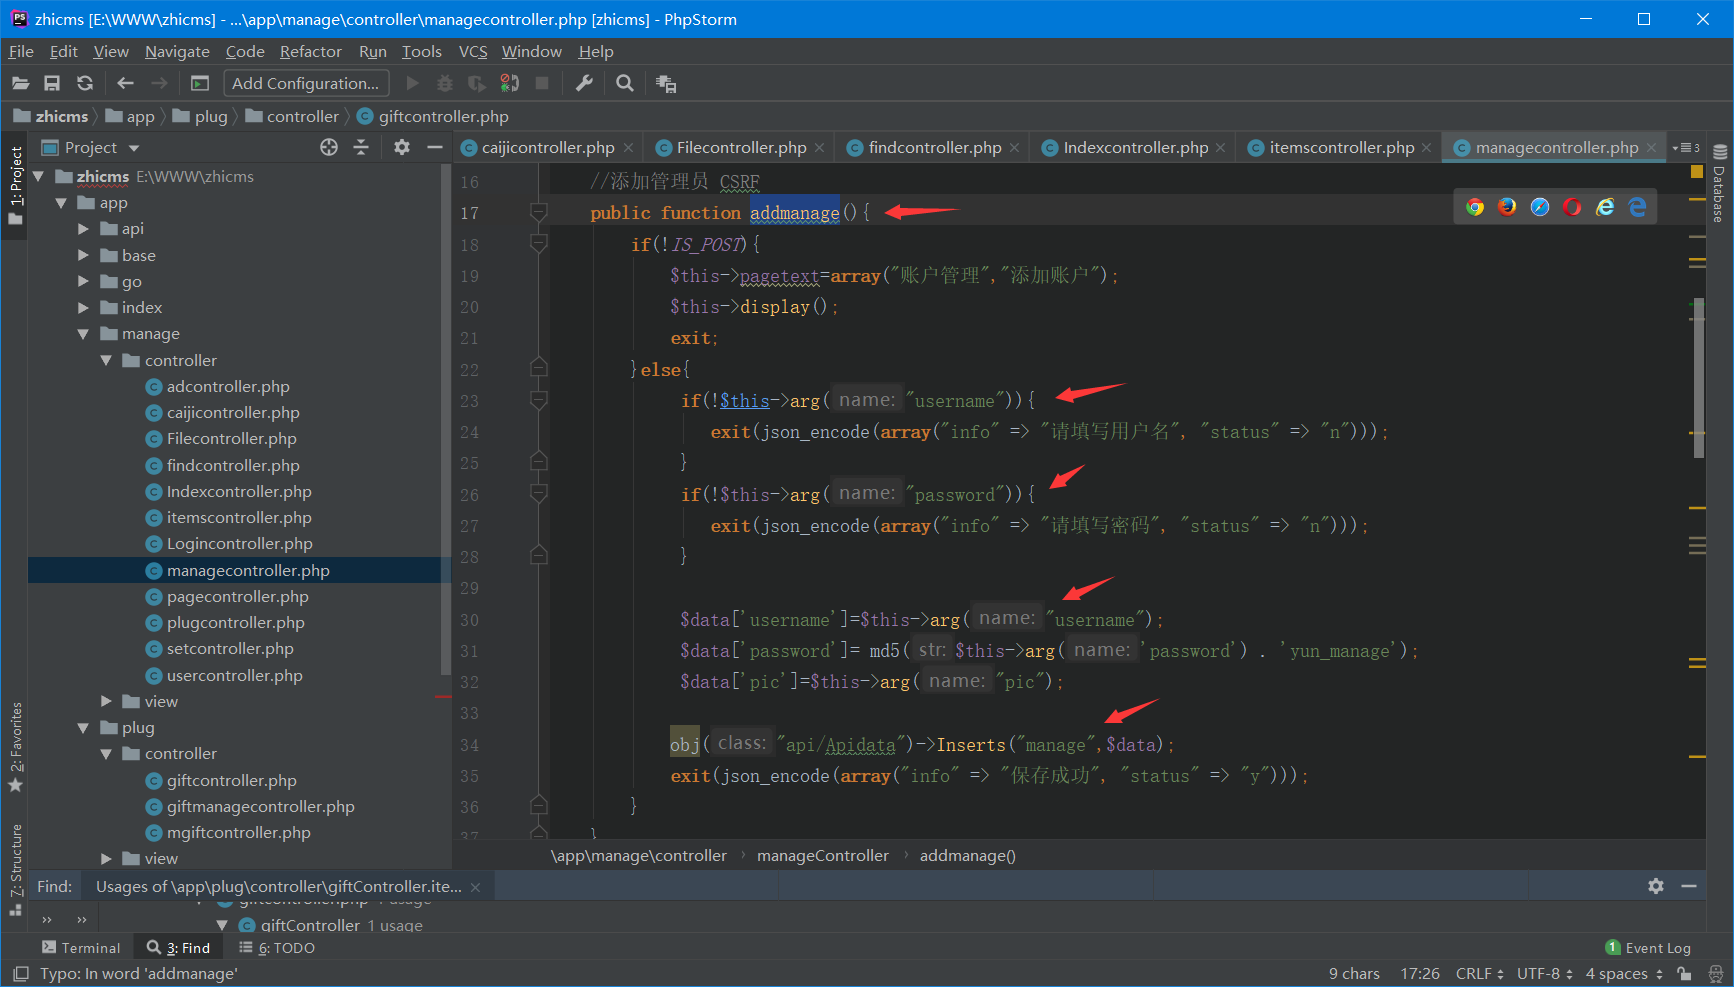 zhicms [E:\WWW\zhicms] - ...\app\manage\controller\managecontroller.php [zhicms] - PhpStorm
File Edit View Navigate Code Refactor Run Tools VCS Window Help
Add Configuration...
zhicms app plug controller giftcontroller.php
1: Project
Project
caijicontroller.php Filecontroller.php findcontroller.php Indexcontroller.php itemscontroller.php managecontroller.php 3
Database
zhicms E:\WWW\zhicms
app
api
base
go
index
manage
controller
adcontroller.php
caijicontroller.php
Filecontroller.php
findcontroller.php
Indexcontroller.php
itemscontroller.php
Logincontroller.php
managecontroller.php
pagecontroller.php
plugcontroller.php
setcontroller.php
usercontroller.php
view
plug
controller
giftcontroller.php
giftmanagecontroller.php
mgiftcontroller.php
view
16 //添加管理员 CSRF
17 public function addmanage(){
18 if(!IS_POST){
19 $this->pagetext=array("账户管理","添加账户");
20 $this->display();
21 exit;
22 }else{
23 if(!$this->arg( name: "username")){
24 exit(json_encode(array("info" => "请填写用户名", "status" => "n")));
25 }
26 if(!$this->arg( name: "password")){
27 exit(json_encode(array("info" => "请填写密码", "status" => "n")));
28 }
29
30 $data['username']=$this->arg( name: "username");
31 $data['password']= md5( str: $this->arg( name: 'password') . 'yun_manage');
32 $data['pic']=$this->arg( name: "pic");
33
34 obj( class: "api/Apidata")->Inserts("manage",$data);
35 exit(json_encode(array("info" => "保存成功", "status" => "y")));
36 }
37 }
\app\manage\controller › manageController › addmanage()
2: Favorites
7: Structure
Find: Usages of \app\plug\controller\giftController.ite...
giftcontroller.php 1 usage
giftController 1 usage
Terminal 3: Find 6: TODO 1 Event Log
Typo: In word 'addmanage' 9 chars 17:26 CRLF UTF-8 4 spaces